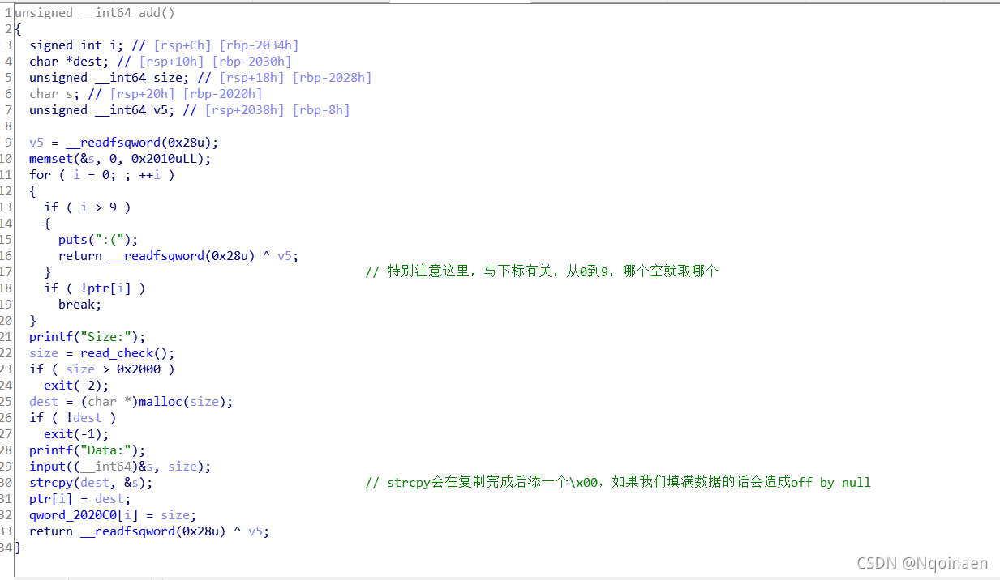 1 unsigned __int64 add()
2 {
3 signed int i; // [rsp+Ch] [rbp-2034h]
4 char *dest; // [rsp+10h] [rbp-2030h]
5 unsigned __int64 size; // [rsp+18h] [rbp-2028h]
6 char s; // [rsp+20h] [rbp-2020h]
7 unsigned __int64 v5; // [rsp+2038h] [rbp-8h]
8
9 v5 = __readfsqword(0x28u);
10 memset(&s, 0, 0x2010uLL);
11 for ( i = 0; ; ++i )
12 {
13 if ( i > 9 )
14 {
15 puts(":(");
16 return __readfsqword(0x28u) ^ v5;
17 } // 特别注意这里，与下标有关，从0到9，哪个空就取哪个
18 if ( !ptr[i] )
19 break;
20 }
21 printf("Size:");
22 size = read_check();
23 if ( size > 0x2000 )
24 exit(-2);
25 dest = (char *)malloc(size);
26 if ( !dest )
27 exit(-1);
28 printf("Data:");
29 input((__int64)&s, size);
30 strcpy(dest, &s); // strcpy会在复制完成后添一个\x00，如果我们填满数据的话会造成off by null
31 ptr[i] = dest;
32 qword_2020C0[i] = size;
33 return __readfsqword(0x28u) ^ v5;
34 }
CSDN @Nqoinaen